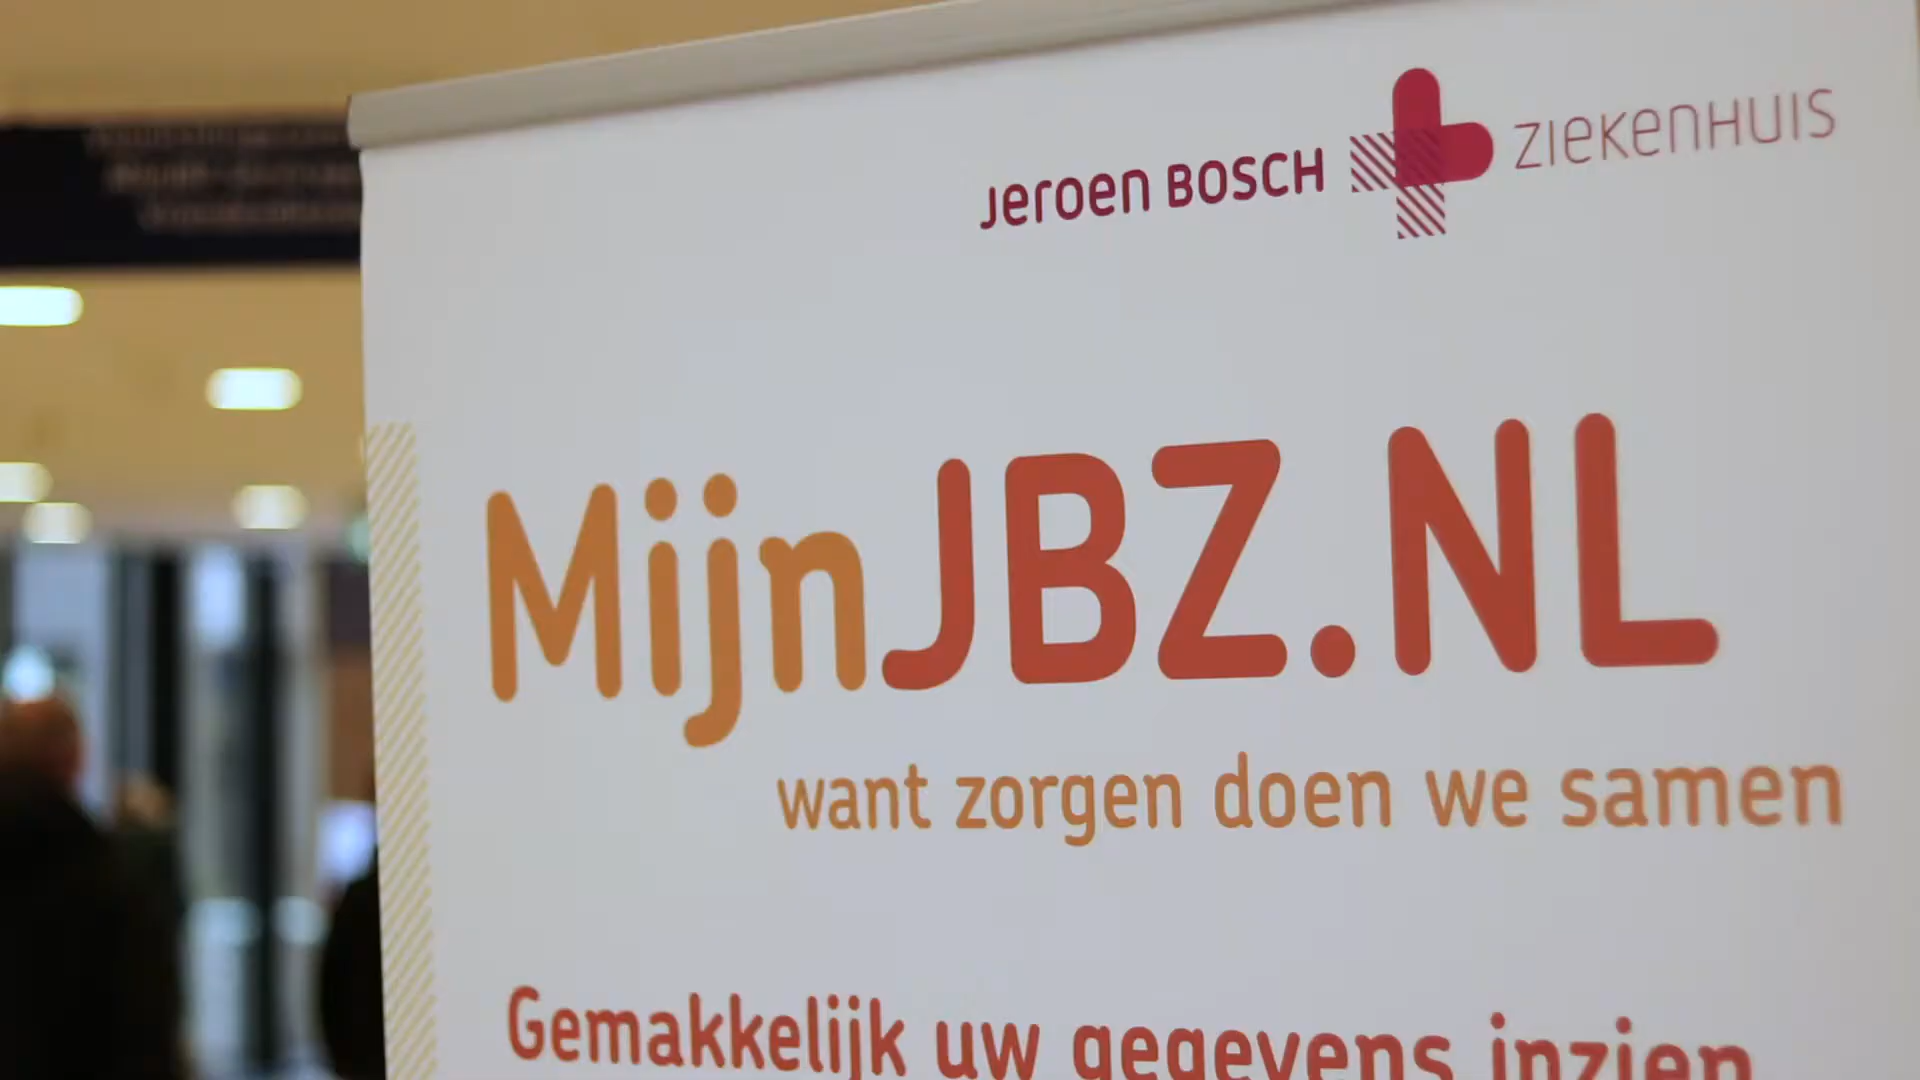 Jeroen BOSCH ZIEKENHUIS
MijnJBZ.NL
want zorgen doen we samen
Gemakkelijk uw gegevens inzien